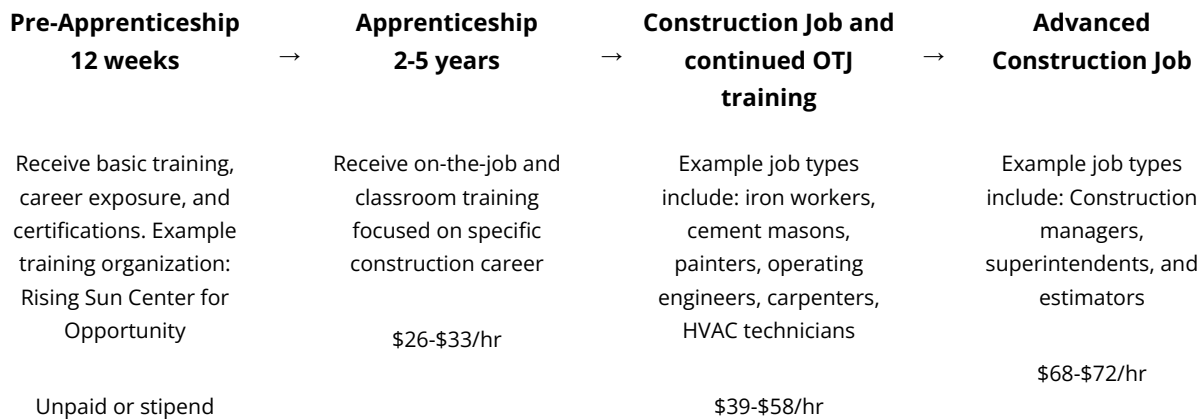 Pre-Apprenticeship
12 weeks
→
Receive basic training,
career exposure, and
certifications. Example
training organization:
Rising Sun Center for
Opportunity
Unpaid or stipend
Apprenticeship
2-5 years
→
Receive on-the-job and
classroom training
focused on specific
construction career
$26-$33/hr
Construction Job and
continued OTJ
training
→
Example job types
include: iron workers,
cement masons,
painters, operating
engineers, carpenters,
HVAC technicians
$39-$58/hr
Advanced
Construction Job
Example job types
include: Construction
managers,
superintendents, and
estimators
$68-$72/hr